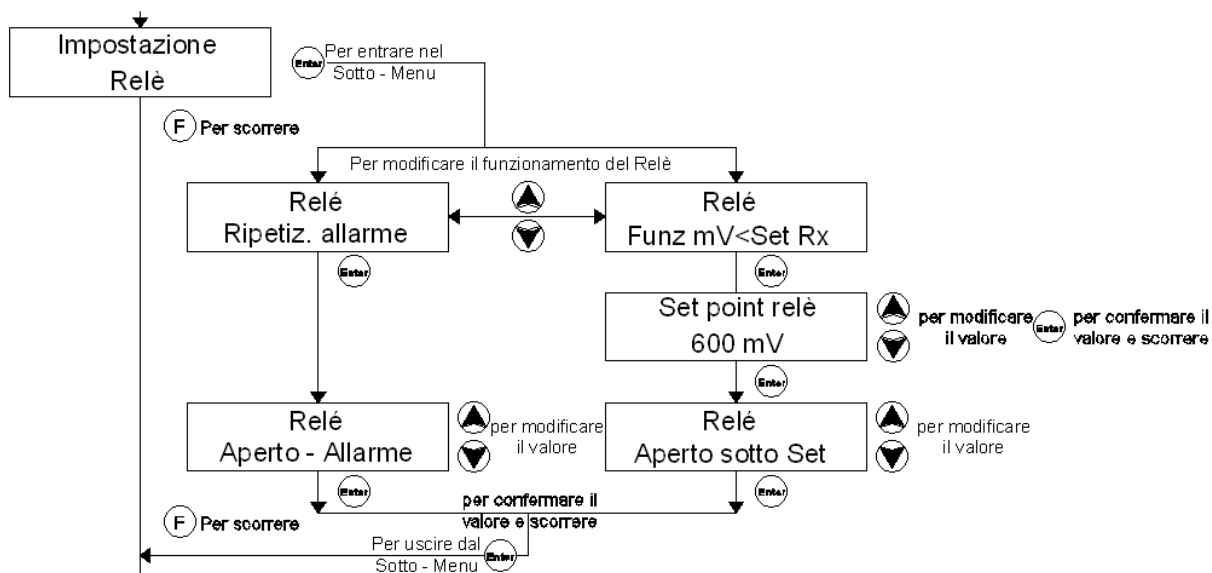 Impostazione
Relè
Enter
Per entrare nel
Sotto - Menu
F Per scorrere
Per modificare il funzionamento del Relè
Relé
Ripetiz. allarme
Relé
Funz mV<Set Rx
Enter
Enter
Set point relè
600 mV
per modificare
il valore
Enter
per confermare il
valore e scorrere
Enter
Relé
Aperto - Allarme
per modificare
il valore
Relé
Aperto sotto Set
per modificare
il valore
Enter
Enter
per confermare il
valore e scorrere
F Per scorrere
Per uscire dal
Sotto - Menu
Enter